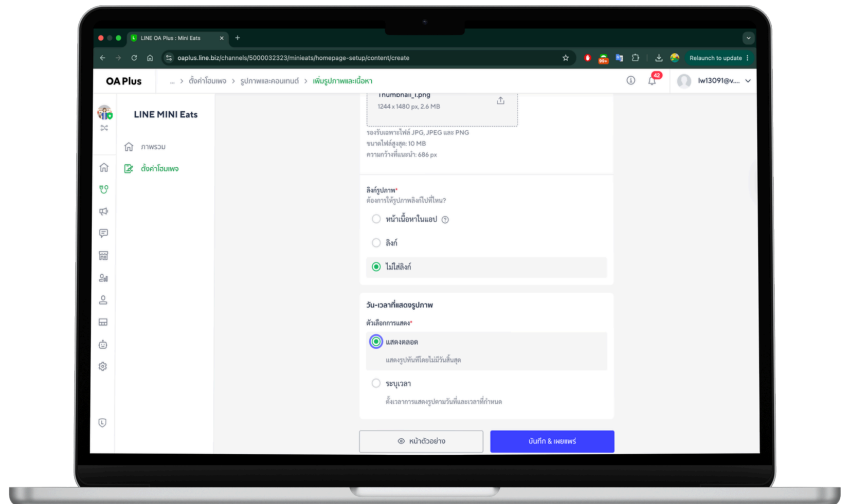 LINE OA Plus : Mini Eats
oaplus.line.biz/channels/5000032323/minieats/homepage-setup/content/create
99+
Relaunch to update
OA Plus
... > ตั้งค่าโฮมเพจ > รูปภาพและคอนเทนต์ > เพิ่มรูปภาพและเนื้อหา
42
lw13091@v...
LINE MINI Eats
ภาพรวม
ตั้งค่าโฮมเพจ
Thumbnail_1.png
1244 x 1480 px, 2.6 MB
รองรับเฉพาะไฟล์ JPG, JPEG และ PNG
ขนาดไฟล์สูงสุด: 10 MB
ความกว้างที่แนะนำ: 686 px
ลิงก์รูปภาพ*
ต้องการให้รูปภาพลิงก์ไปที่ไหน?
หน้าเนื้อหาในแอป
ลิงก์
ไม่ใส่ลิงก์
วัน-เวลาที่แสดงรูปภาพ
ตัวเลือกการแสดง*
แสดงตลอด
แสดงรูปทันทีโดยไม่มีวันสิ้นสุด
ระบุเวลา
ตั้งเวลาการแสดงรูปตามวันที่และเวลาที่กำหนด
หน้าตัวอย่าง
บันทึก & เผยแพร่